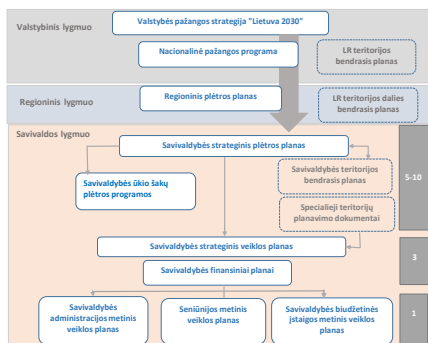 Valstybinis lygmuo
Valstybės pažangos strategija "Lietuva 2030"
Nacionalinė pažangos programa
LR teritorijos
bendrasis planas
Regioninis lygmuo
Regioninis plėtros planas
LR teritorijos dalies
bendrasis planas
Savivaldos lygmuo
Savivaldybės strateginis plėtros planas
Savivaldybės ūkio šakų
plėtros programos
Savivaldybės teritorijos
bendrasis planas
Specialieji teritorijų
planavimo dokumentai
5-10
Savivaldybės strateginis veiklos planas
3
Savivaldybės finansiniai planai
Savivaldybės
administracijos metinis
veiklos planas
Seniūnijos metinis
veiklos planas
Savivaldybės biudžetinės
įstaigos metinis veiklos
planas
1